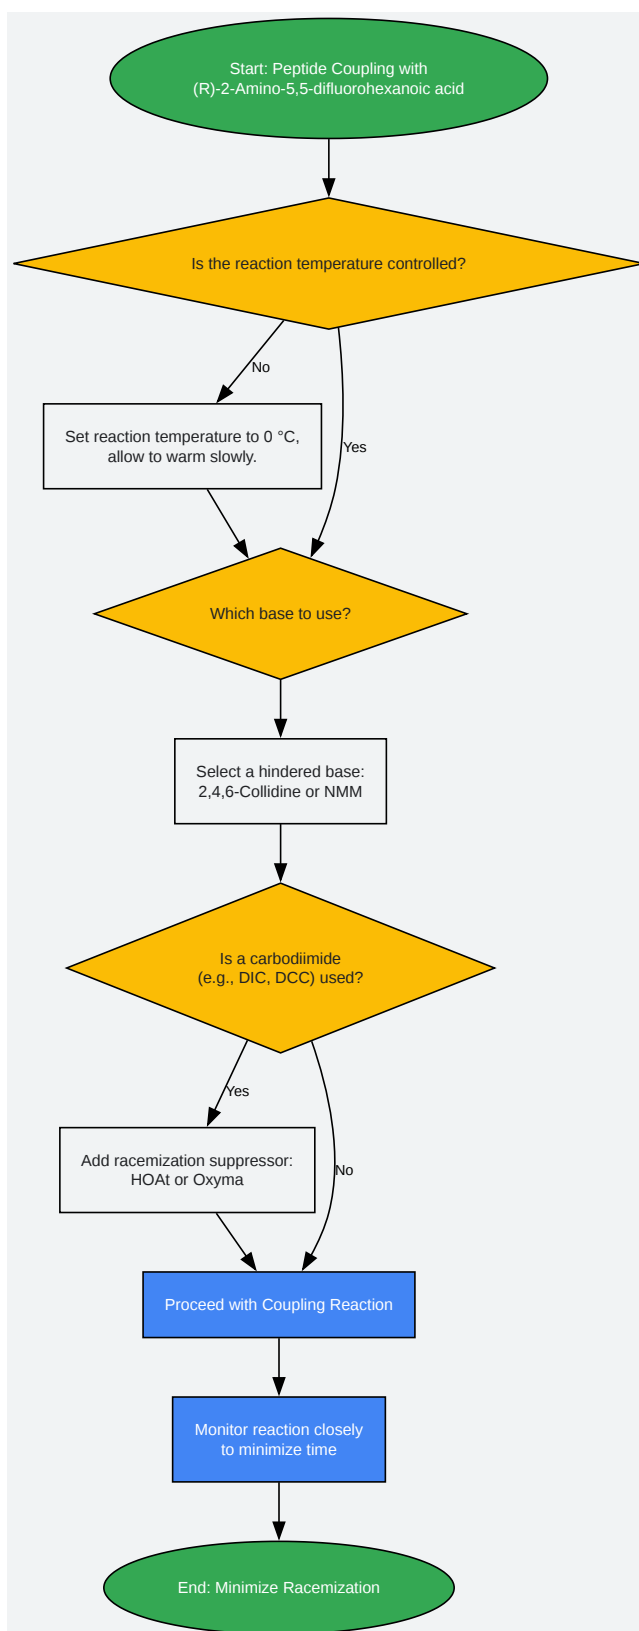 Start: Peptide Coupling with
(R)-2-Amino-5,5-difluorohexanoic acid
Is the reaction temperature controlled?
No
Set reaction temperature to 0 °C,
allow to warm slowly.
Yes
Which base to use?
Select a hindered base:
2,4,6-Collidine or NMM
Is a carbodiimide
(e.g., DIC, DCC) used?
Yes
Add racemization suppressor:
HOAt or Oxyma
No
Proceed with Coupling Reaction
Monitor reaction closely
to minimize time
End: Minimize Racemization